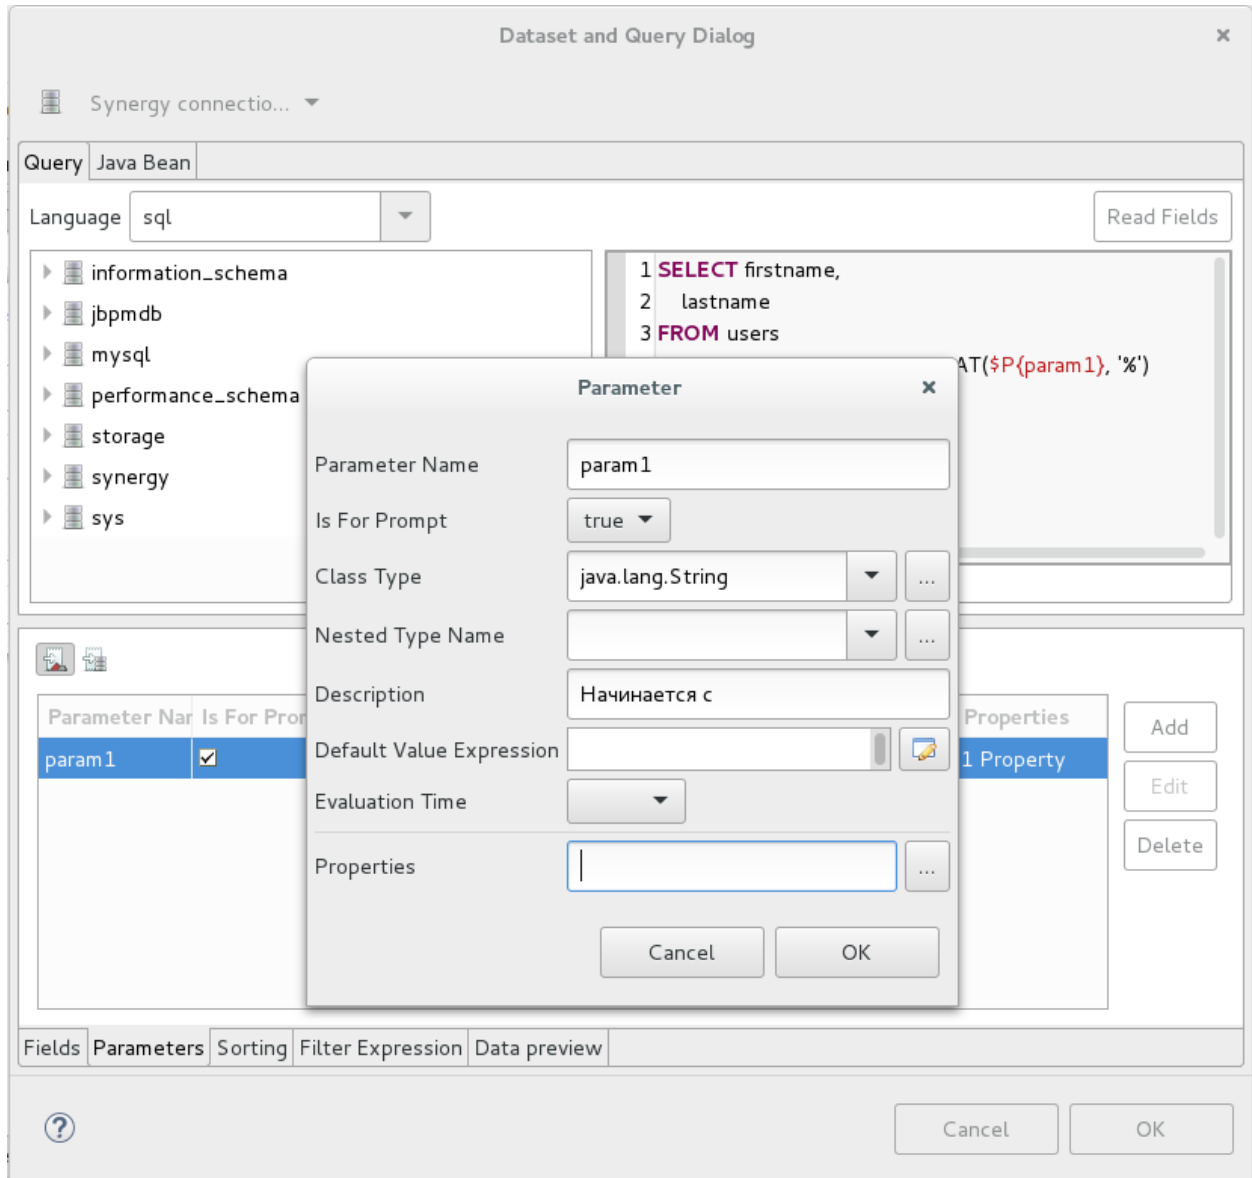 Dataset and Query Dialog
Synergy connectio...
Query Java Bean
Language sql Read Fields
information_schema
jbpmdb
mysql
performance_schema
storage
synergy
sys
1 SELECT firstname,
2 lastname
3 FROM users
AT($P{param1}, '%')
Parameter
Parameter Name param1
Is For Prompt true
Class Type java.lang.String ...
Nested Type Name ...
Description Начинается с
Default Value Expression
Evaluation Time
Properties ...
Cancel OK
Parameter Nar Is For Pror Properties
param1 1 Property
Add
Edit
Delete
Fields Parameters Sorting Filter Expression Data preview
Cancel OK